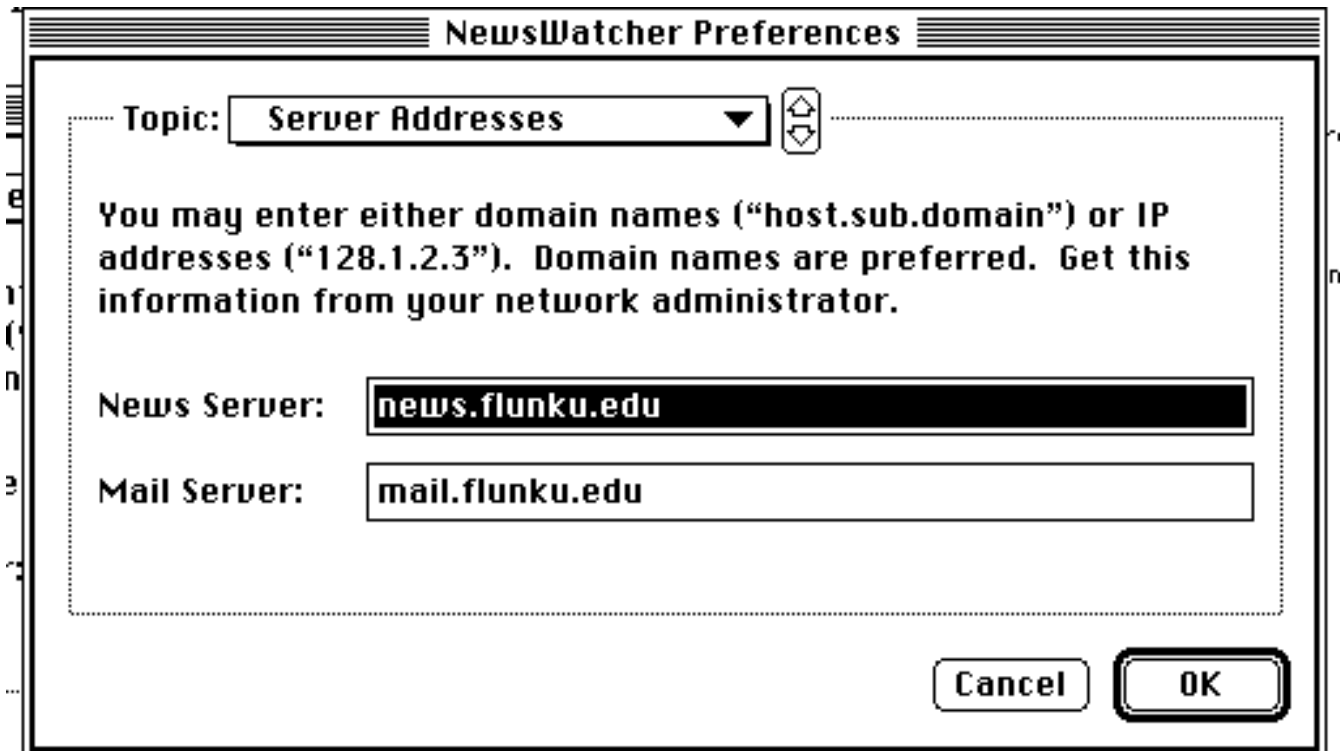 NewsWatcher Preferences
Topic: Server Addresses
You may enter either domain names (“host.sub.domain”) or IP
addresses (“128.1.2.3”).  Domain names are preferred.  Get this
information from your network administrator.
News Server: news.flunku.edu
Mail Server: mail.flunku.edu
Cancel OK